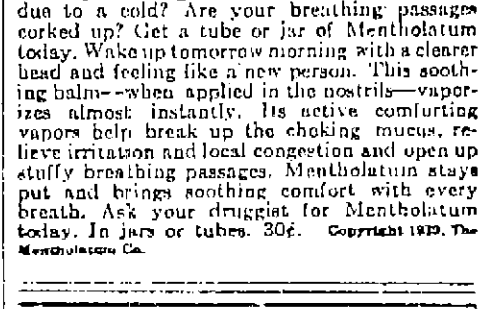 due to a cold? Are your breathing passages
corked up? Get a tube or jar of Mentholatum
today. Wake up tomorrow morning with a clearer
head and feeling like a new person. This sooth-
ing balm--when applied in the nostrils—vapor-
izes almost instantly. Its active comforting
vapors help break up the choking mucus, re-
lieve irritation and local congestion and open up
stuffy breathing passages. Mentholatum stays
put and brings soothing comfort with every
breath. Ask your druggist for Mentholatum
today. In jars or tubes. 30¢. Copyright The
Mentholatum Co.